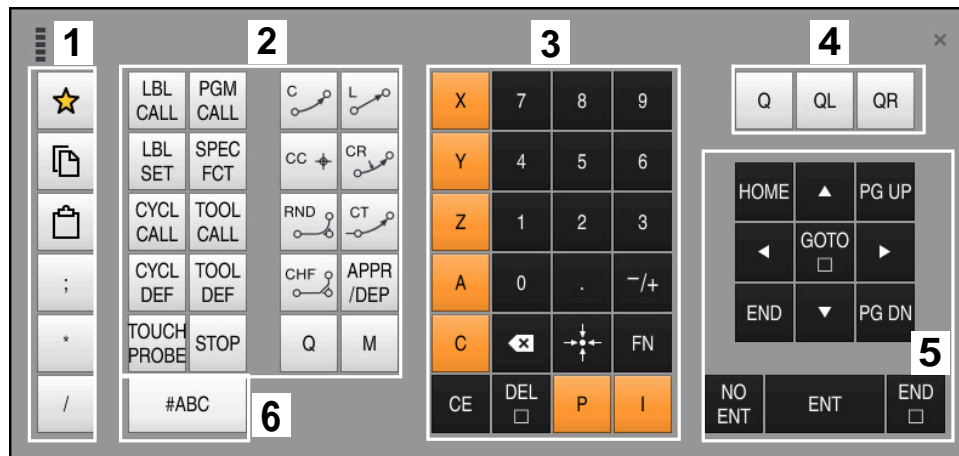 1 2 3 4 ×
LBL CALL PGM CALL C L X 7 8 9 Q QL QR
LBL SET SPEC FCT CC CR Y 4 5 6
HOME ▲ PG UP
CYCL CALL TOOL CALL RND CT Z 1 2 3
◄ GOTO □ ►
; CYCL DEF TOOL DEF CHF APPR /DEP A 0 . −/+
END ▼ PG DN
* TOUCH PROBE STOP Q M C FN
5
/ #ABC 6 CE DEL □ P I NO ENT ENT END □